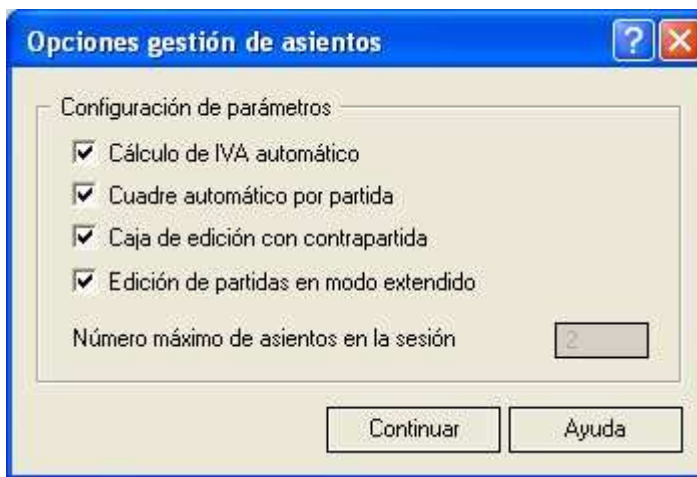 Opciones gestión de asientos
Configuración de parámetros
Cálculo de IVA automático
Cuadre automático por partida
Caja de edición con contrapartida
Edición de partidas en modo extendido
Número máximo de asientos en la sesión 2
Continuar Ayuda